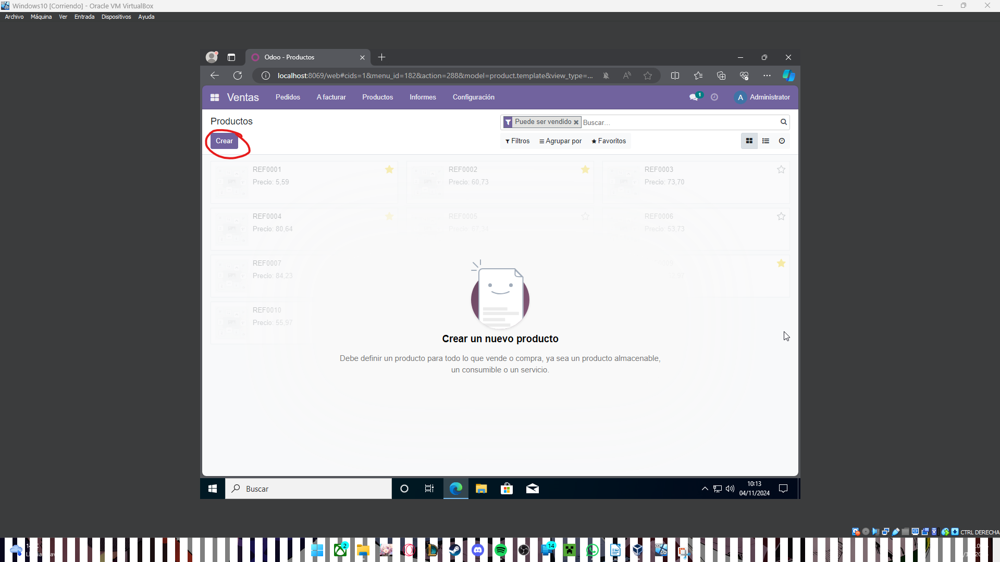 Windows10 [Corriendo] - Oracle VM VirtualBox
Archivo Máquina Ver Entrada Dispositivos Ayuda
Odoo - Productos
localhost:8069/web#cids=1&menu_id=182&action=288&model=product.template&view_type=...
Ventas Pedidos A facturar Productos Informes Configuración 1 A Administrator
Productos
Puede ser vendido Buscar...
Crear
Filtros Agrupar por Favoritos
REF0001 REF0002 REF0003
Precio: 5,59 Precio: 60,73 Precio: 73,70
REF0004 REF0005 REF0006
Precio: 80,64 Precio: 67,34 Precio: 53,73
REF0007
Precio: 84,23
REF0010
Precio: 55,97
Crear un nuevo producto
Debe definir un producto para todo lo que vende o compra, ya sea un producto almacenable,
un consumible o un servicio.
Buscar
10:13
04/11/2024
CTRL DERECHA
2
14